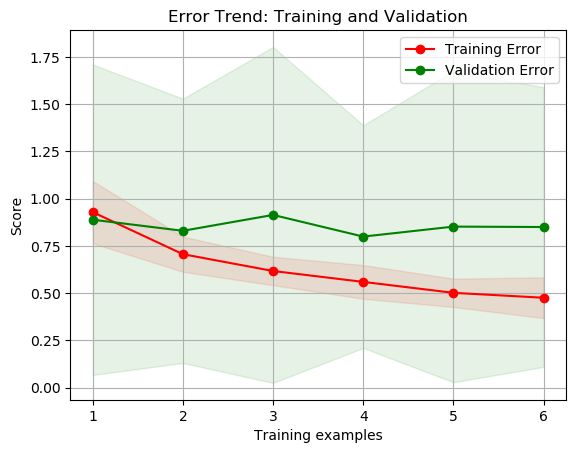 Error Trend: Training and Validation
Training Error
Validation Error
1.75
1.50
1.25
1.00
0.75
0.50
0.25
0.00
Score
1 2 3 4 5 6
Training examples